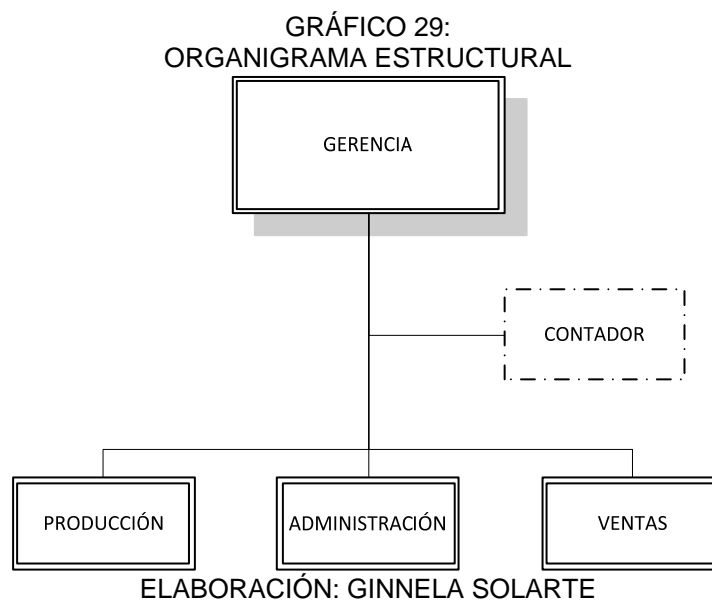 GRÁFICO 29:
ORGANIGRAMA ESTRUCTURAL
GERENCIA
CONTADOR
PRODUCCIÓN
ADMINISTRACIÓN
VENTAS
ELABORACIÓN: GINNELA SOLARTE